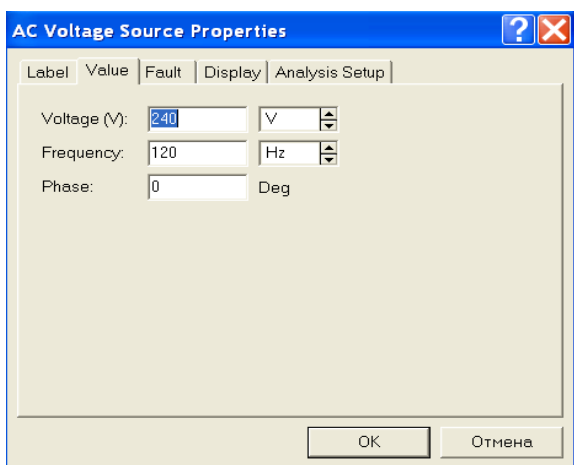 AC Voltage Source Properties ?
Label Value Fault Display Analysis Setup
Voltage (V): 240 V
Frequency: 120 Hz
Phase: 0 Deg
OK Отмена